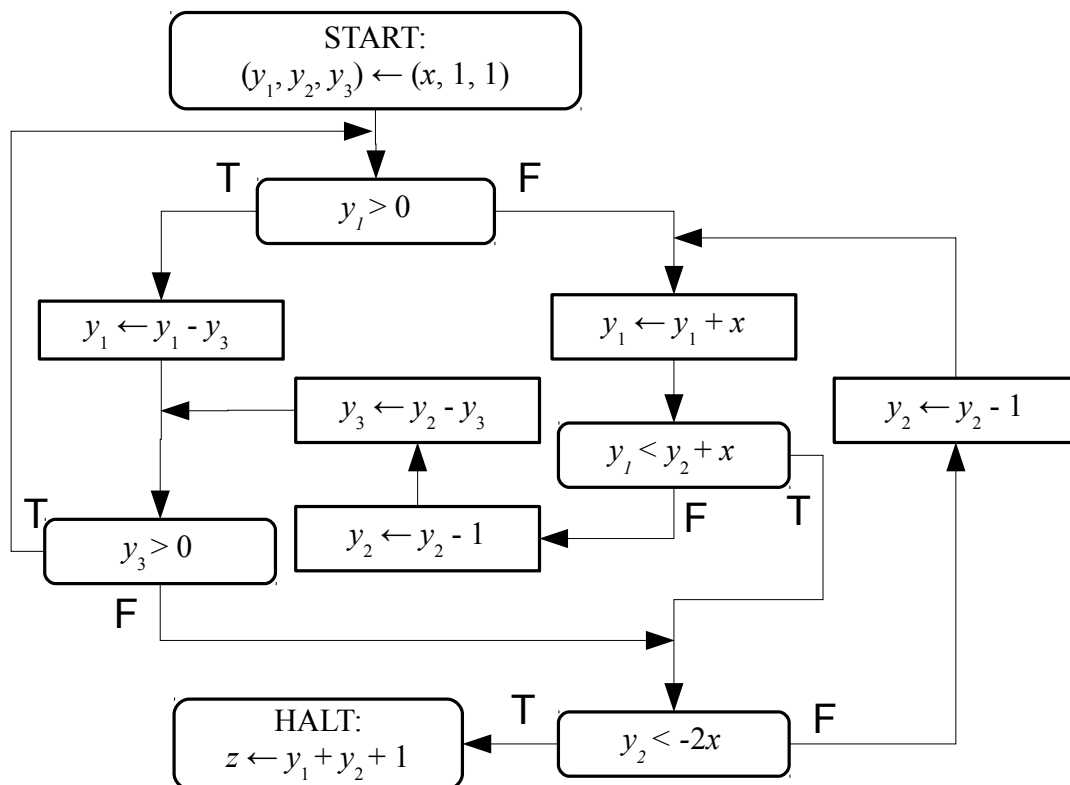 START:
(y₁, y₂, y₃) ← (x, 1, 1)
T
F
y₁ > 0
y₁ ← y₁ - y₃
y₁ ← y₁ + x
y₃ ← y₂ - y₃
y₂ ← y₂ - 1
y₁ < y₂ + x
T
F
T
y₃ > 0
y₂ ← y₂ - 1
F
HALT:
z ← y₁ + y₂ + 1
T
y₂ < -2x
F